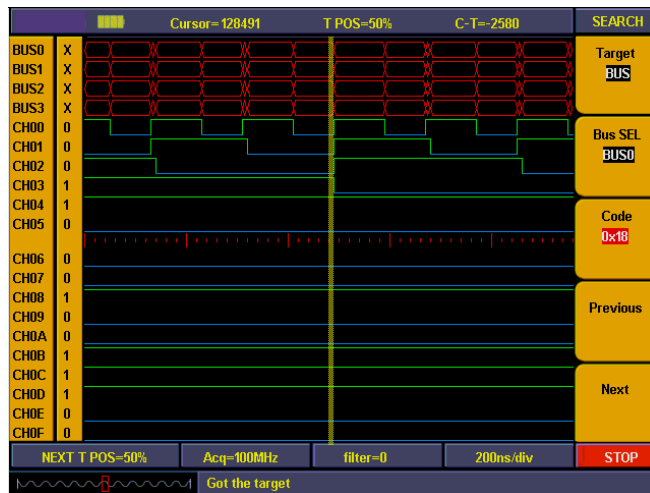 Cursor=128491 T POS=50% C-T=-2580 SEARCH
BUS0 X
BUS1 X
BUS2 X
BUS3 X
CH00 0
CH01 0
CH02 0
CH03 1
CH04 1
CH05 0
CH06 0
CH07 0
CH08 1
CH09 0
CH0A 0
CH0B 1
CH0C 1
CH0D 1
CH0E 0
CH0F 0
Target
BUS
Bus SEL
BUS0
Code
0x18
Previous
Next
NEXT T POS=50% Acq=100MHz filter=0 200ns/div STOP
Got the target